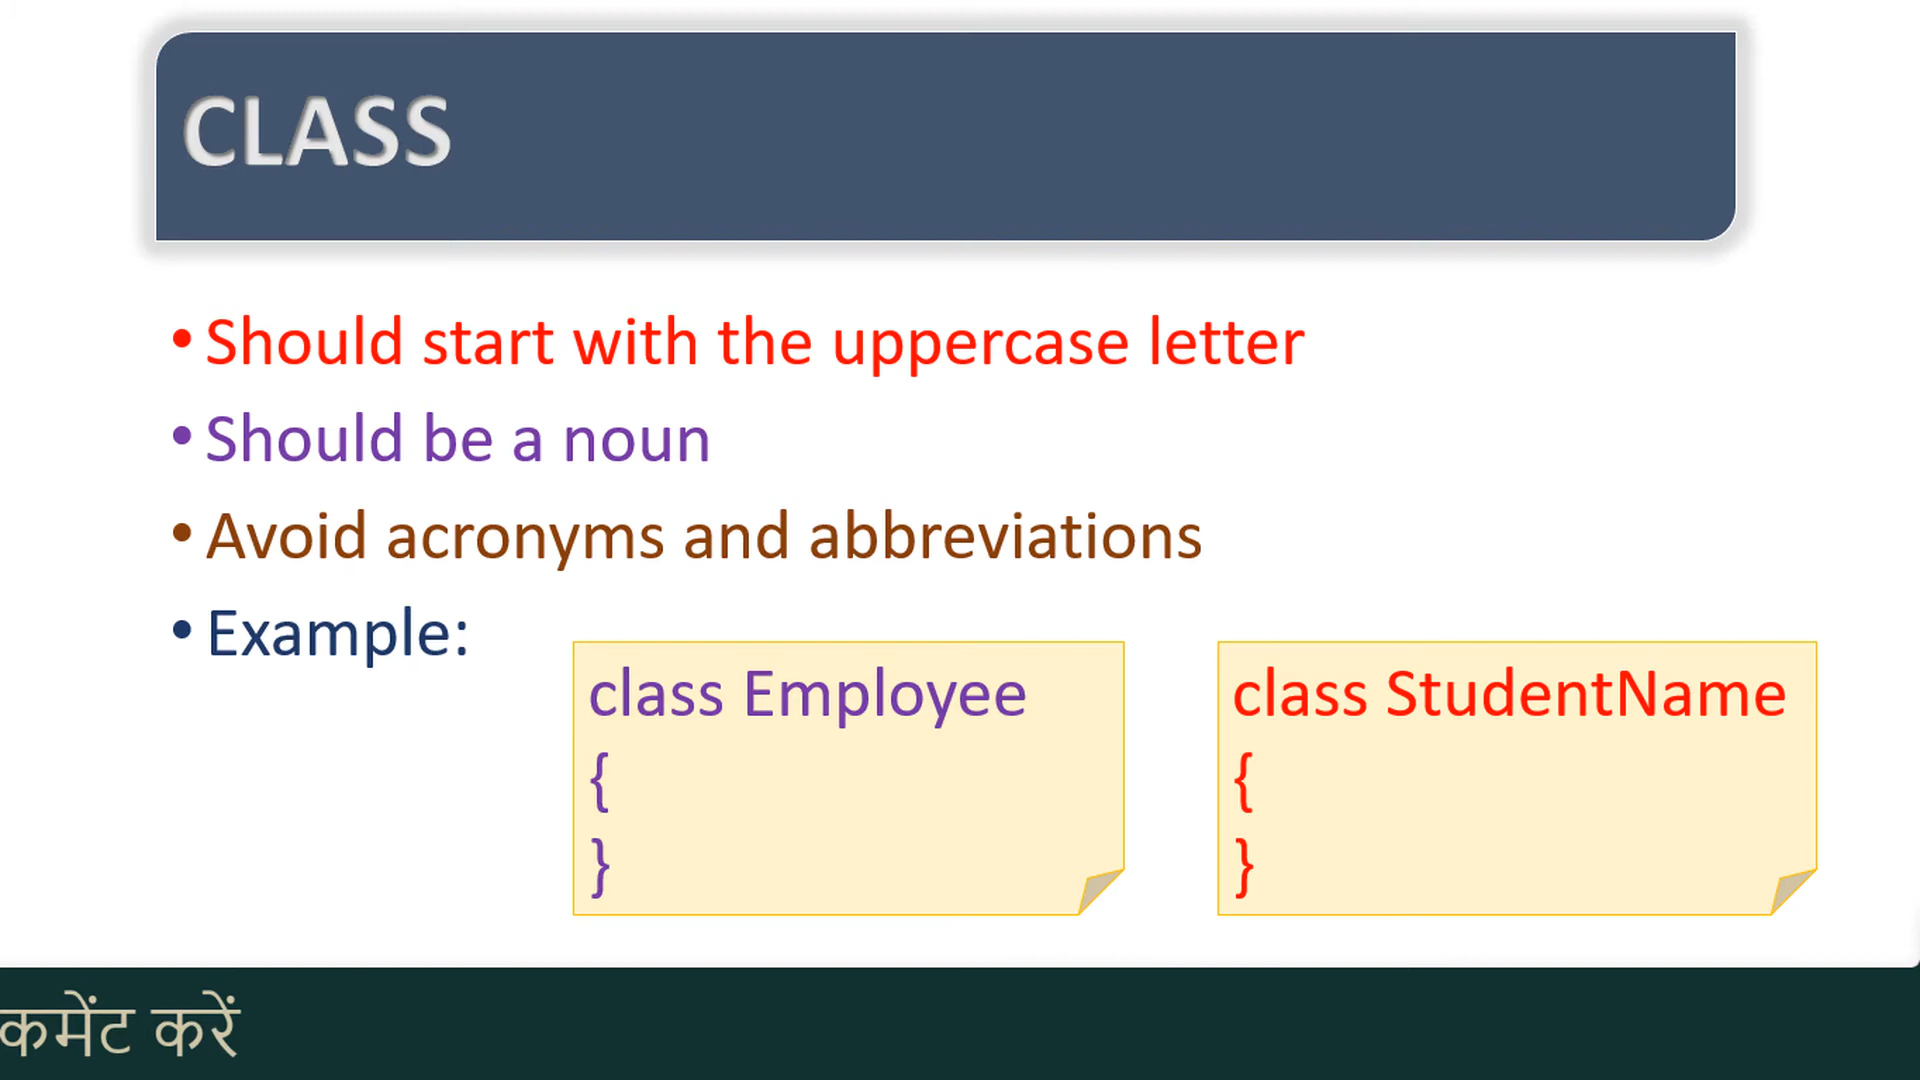 CLASS
• Should start with the uppercase letter
• Should be a noun
• Avoid acronyms and abbreviations
• Example:
class Employee
{
}
class StudentName
{
}
कमेंट करें